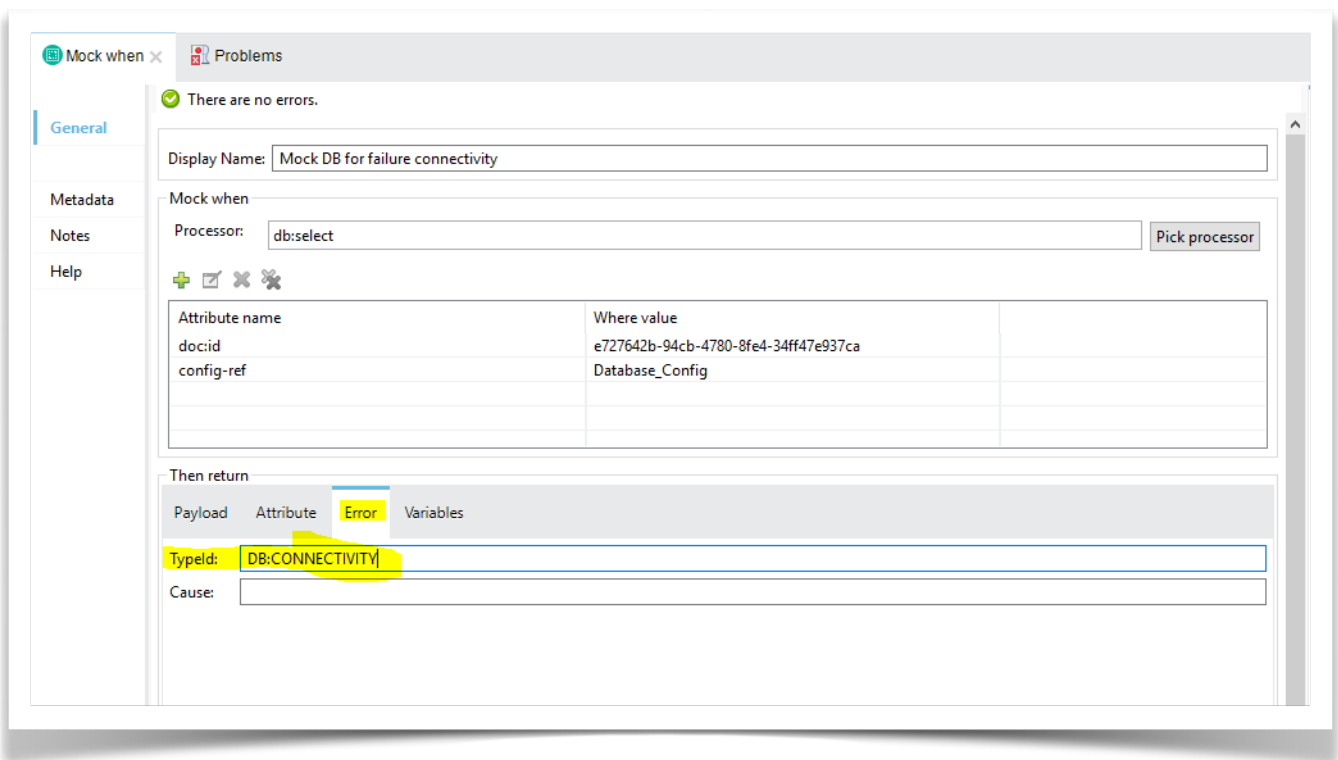 Mock when
Problems
There are no errors.
General
Display Name: Mock DB for failure connectivity
Metadata
Mock when
Notes
Processor: db:select Pick processor
Help
Attribute name Where value
doc:id e727642b-94cb-4780-8fe4-34ff47e937ca
config-ref Database_Config
Then return
Payload Attribute Error Variables
TypeId: DB:CONNECTIVITY
Cause: